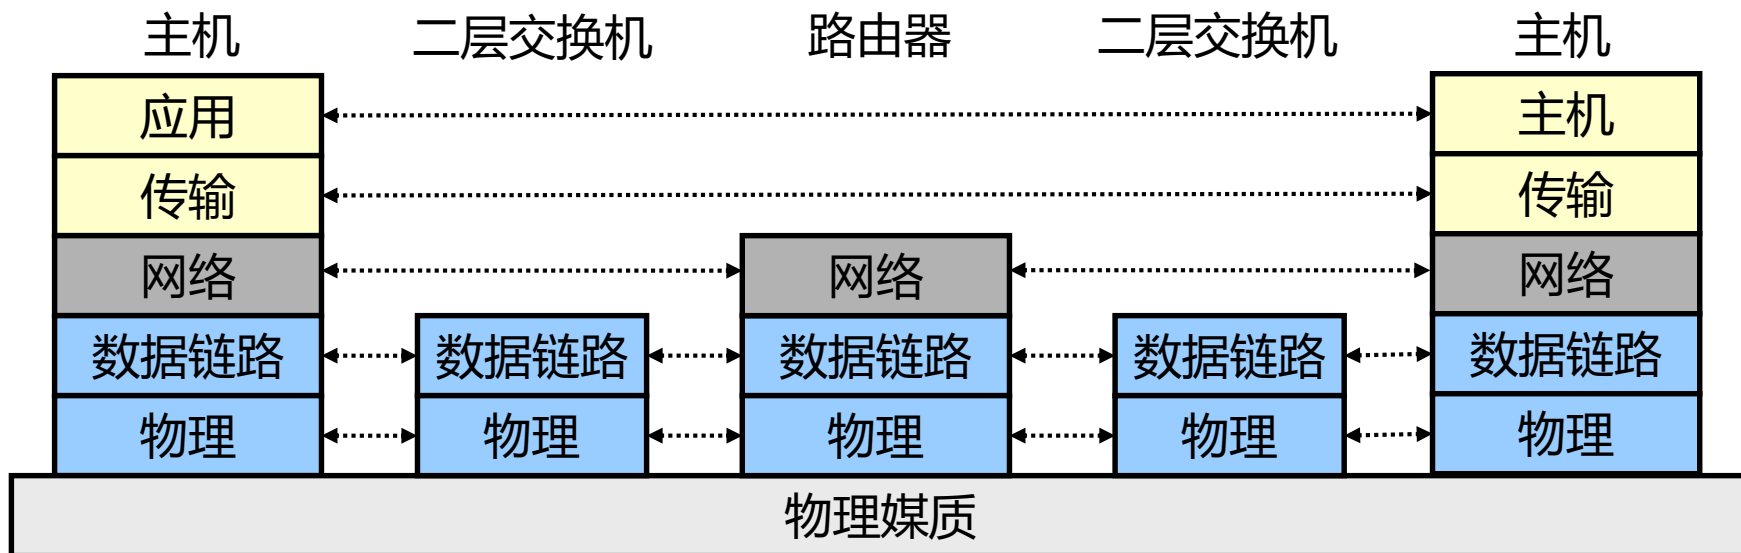 主机 二层交换机 路由器 二层交换机 主机
应用 主机
传输 传输
网络 网络 网络
数据链路 数据链路 数据链路 数据链路 数据链路
物理 物理 物理 物理 物理
物理媒质